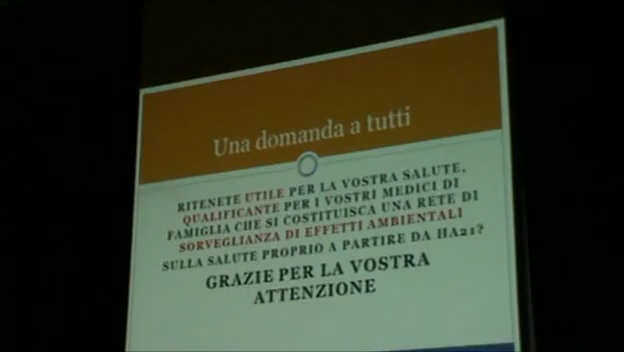 Una domanda a tutti
RITENETE UTILE PER LA VOSTRA SALUTE,
QUALIFICANTE PER I VOSTRI MEDICI DI
FAMIGLIA CHE SI COSTITUISCA UNA RETE DI
SORVEGLIANZA DI EFFETTI AMBIENTALI
SULLA SALUTE PROPRIO A PARTIRE DA HA21?
GRAZIE PER LA VOSTRA
ATTENZIONE